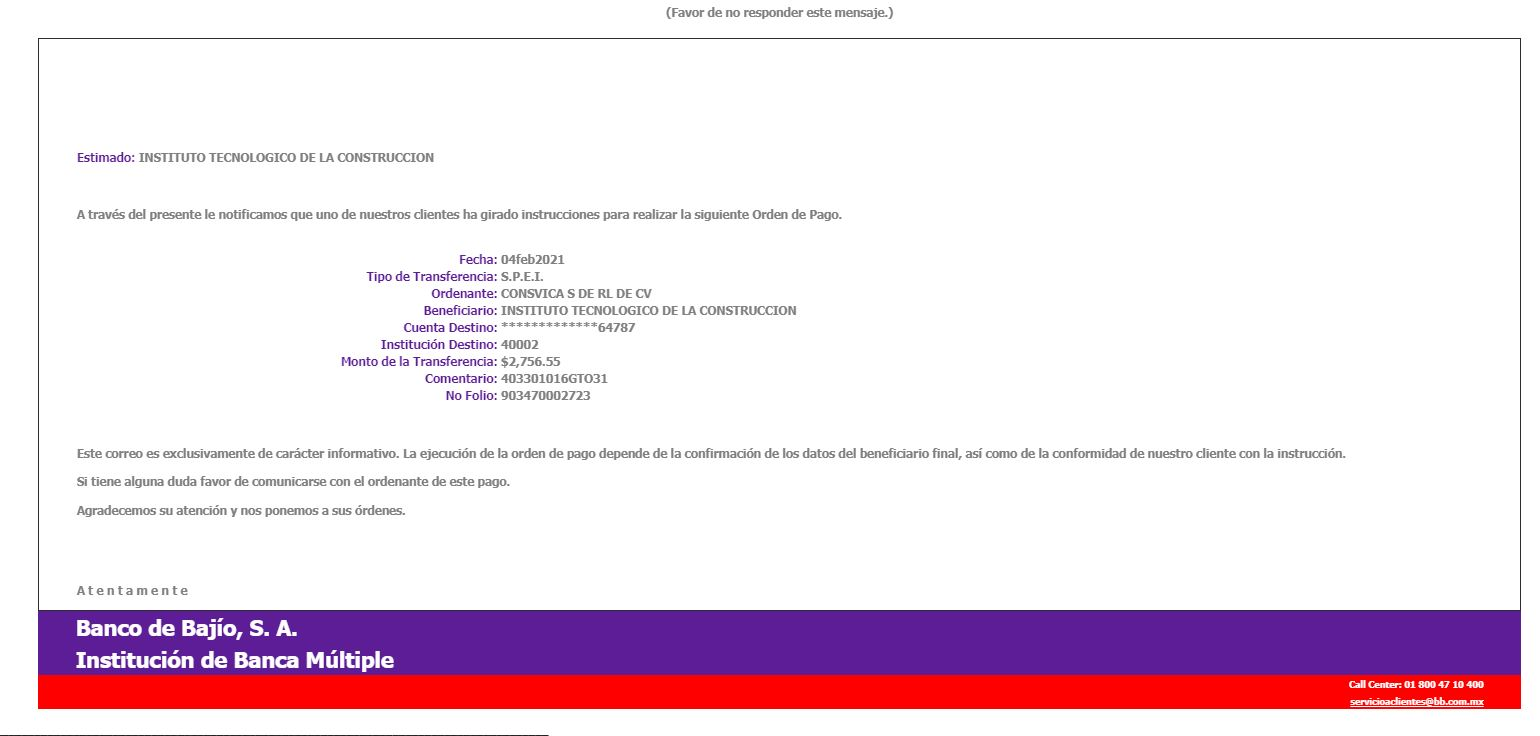 (Favor de no responder este mensaje.)
Estimado: INSTITUTO TECNOLOGICO DE LA CONSTRUCCION
A través del presente le notificamos que uno de nuestros clientes ha girado instrucciones para realizar la siguiente Orden de Pago.
Fecha: 04feb2021
Tipo de Transferencia: S.P.E.I.
Ordenante: CONSVICA S DE RL DE CV
Beneficiario: INSTITUTO TECNOLOGICO DE LA CONSTRUCCION
Cuenta Destino: *************64787
Institución Destino: 40002
Monto de la Transferencia: $2,756.55
Comentario: 403301016GTO31
No Folio: 903470002723
Este correo es exclusivamente de carácter informativo. La ejecución de la orden de pago depende de la confirmación de los datos del beneficiario final, así como de la conformidad de nuestro cliente con la instrucción.
Si tiene alguna duda favor de comunicarse con el ordenante de este pago.
Agradecemos su atención y nos ponemos a sus órdenes.
A t e n t a m e n t e
Banco de Bajío, S. A.
Institución de Banca Múltiple
Call Center: 01 800 47 10 400
servicioaclientes@bb.com.mx